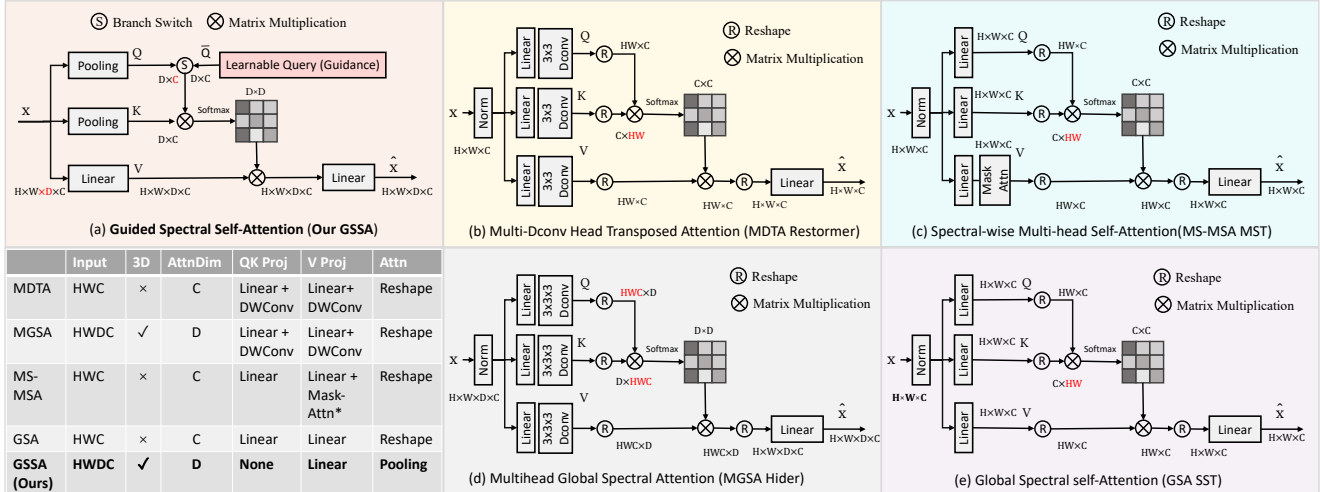 Ⓢ Branch Switch ⊗ Matrix Multiplication
Q
Q̅
Pooling
S
Learnable Query (Guidance)
D×C
D×C
D×D
K
Softmax
X
Pooling
D×C
V
x̂
Linear
Linear
H×W×D×C
H×W×D×C
H×W×D×C
H×W×D×C
(a) Guided Spectral Self-Attention (Our GSSA)
Ⓡ Reshape
⊗ Matrix Multiplication
Q
Linear
3x3 Dconv
R
HW×C
C×C
K
Softmax
X
Norm
Linear
3x3 Dconv
R
C×HW
H×W×C
V
x̂
Linear
3x3 Dconv
R
R
Linear
HW×C
HW×C
H×W×C
H×W×C
(b) Multi-Dconv Head Transposed Attention (MDTA Restormer)
Ⓡ Reshape
⊗ Matrix Multiplication
H×W×C
Q
Linear
R
HW×C
C×C
H×W×C
K
Softmax
X
Norm
Linear
R
C×HW
H×W×C
H×W×C
V
x̂
Linear
Mask Attn
R
R
Linear
HW×C
HW×C
H×W×C
H×W×C
(c) Spectral-wise Multi-head Self-Attention(MS-MSA MST)
Input 3D AttnDim QK Proj V Proj Attn
MDTA HWC × C Linear + DWConv Linear+ DWConv Reshape
MGSA HWDC ✓ D Linear + DWConv Linear+ DWConv Reshape
MS-MSA HWC × C Linear Linear + Mask-Attn* Reshape
GSA HWC × C Linear Linear Reshape
GSSA (Ours) HWDC ✓ D None Linear Pooling
Ⓡ Reshape
⊗ Matrix Multiplication
Q
Linear
3x3x3 Dconv
R
HWC×D
D×D
K
Softmax
X
Norm
Linear
3x3x3 Dconv
R
D×HWC
H×W×D×C
V
x̂
Linear
3x3x3 Dconv
R
R
Linear
HWC×D
HWC×D
H×W×D×C
H×W×D×C
(d) Multihead Global Spectral Attention (MGSA Hider)
Ⓡ Reshape
⊗ Matrix Multiplication
H×W×C
Q
Linear
R
HW×C
C×C
H×W×C
K
Softmax
X
Norm
Linear
R
C×HW
H×W×C
H×W×C
V
x̂
Linear
R
R
Linear
HW×C
HW×C
H×W×C
H×W×C
(e) Global Spectral self-Attention (GSA SST)